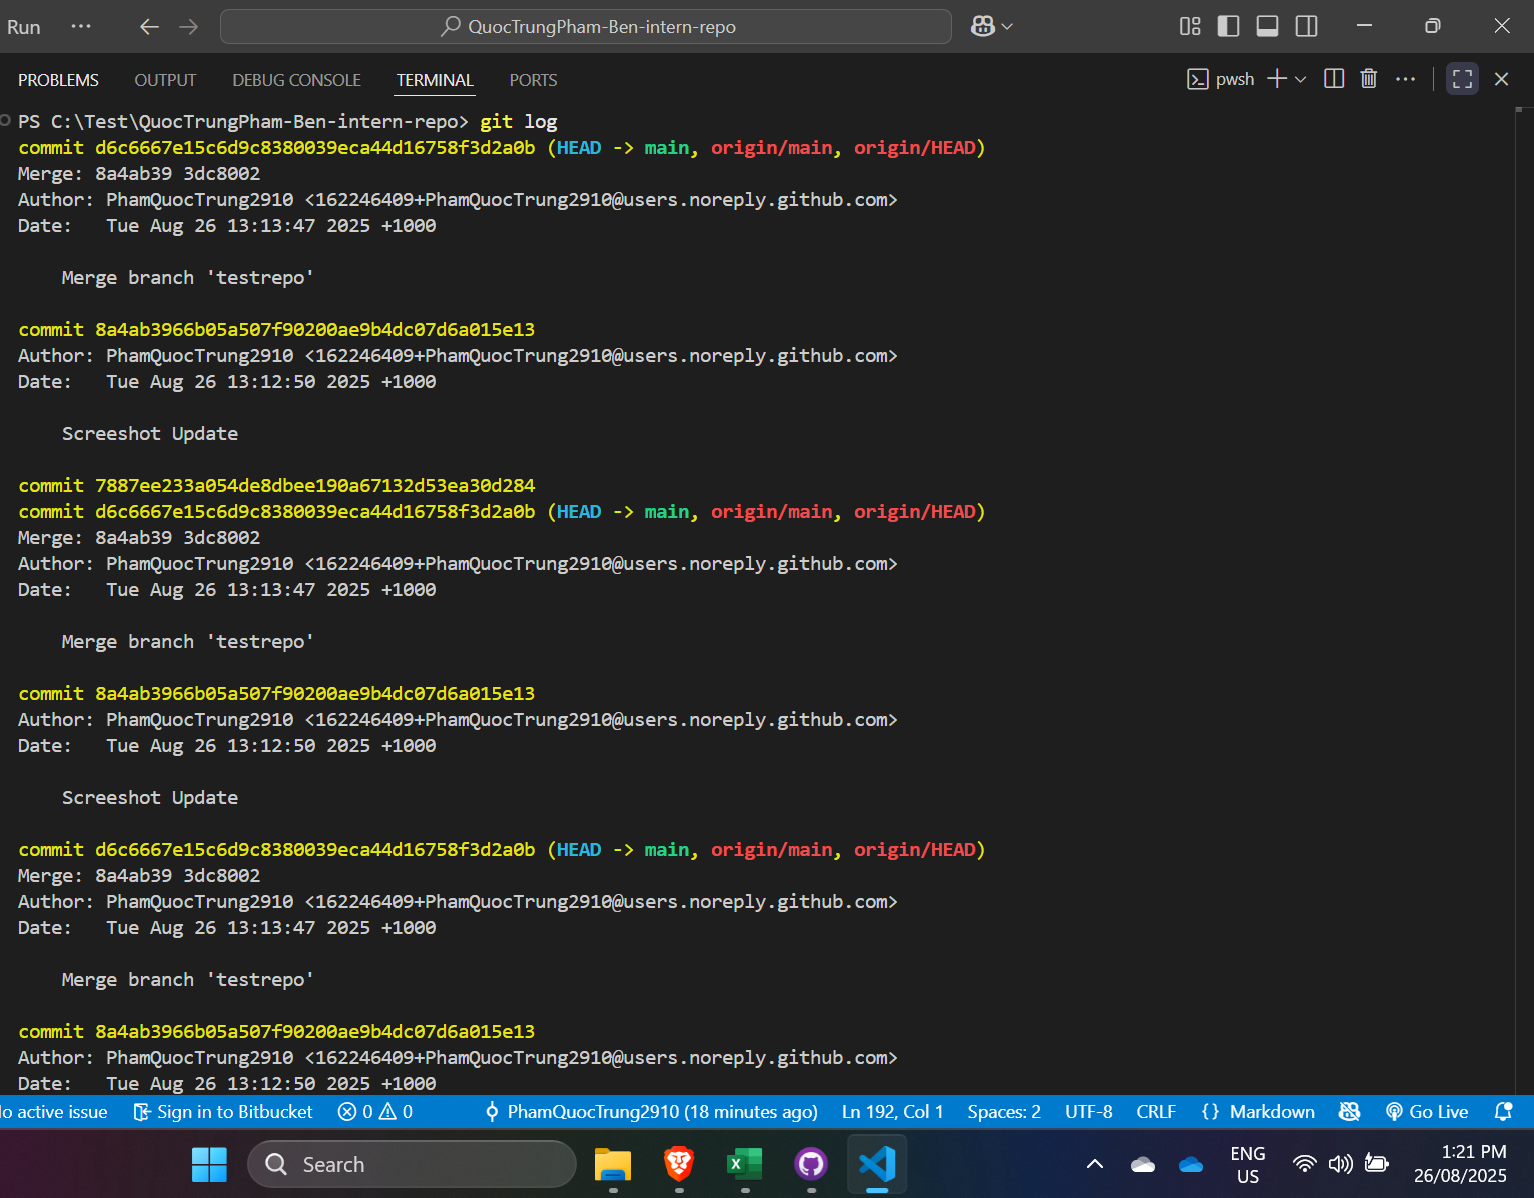 Run ··· QuocTrungPham-Ben-intern-repo
PROBLEMS OUTPUT DEBUG CONSOLE TERMINAL PORTS pwsh
PS C:\Test\QuocTrungPham-Ben-intern-repo> git log
commit d6c6667e15c6d9c8380039eca44d16758f3d2a0b (HEAD -> main, origin/main, origin/HEAD)
Merge: 8a4ab39 3dc8002
Author: PhamQuocTrung2910 <162246409+PhamQuocTrung2910@users.noreply.github.com>
Date:   Tue Aug 26 13:13:47 2025 +1000
Merge branch 'testrepo'
commit 8a4ab3966b05a507f90200ae9b4dc07d6a015e13
Author: PhamQuocTrung2910 <162246409+PhamQuocTrung2910@users.noreply.github.com>
Date:   Tue Aug 26 13:12:50 2025 +1000
Screeshot Update
commit 7887ee233a054de8dbee190a67132d53ea30d284
commit d6c6667e15c6d9c8380039eca44d16758f3d2a0b (HEAD -> main, origin/main, origin/HEAD)
Merge: 8a4ab39 3dc8002
Author: PhamQuocTrung2910 <162246409+PhamQuocTrung2910@users.noreply.github.com>
Date:   Tue Aug 26 13:13:47 2025 +1000
Merge branch 'testrepo'
commit 8a4ab3966b05a507f90200ae9b4dc07d6a015e13
Author: PhamQuocTrung2910 <162246409+PhamQuocTrung2910@users.noreply.github.com>
Date:   Tue Aug 26 13:12:50 2025 +1000
Screeshot Update
commit d6c6667e15c6d9c8380039eca44d16758f3d2a0b (HEAD -> main, origin/main, origin/HEAD)
Merge: 8a4ab39 3dc8002
Author: PhamQuocTrung2910 <162246409+PhamQuocTrung2910@users.noreply.github.com>
Date:   Tue Aug 26 13:13:47 2025 +1000
Merge branch 'testrepo'
commit 8a4ab3966b05a507f90200ae9b4dc07d6a015e13
Author: PhamQuocTrung2910 <162246409+PhamQuocTrung2910@users.noreply.github.com>
Date:   Tue Aug 26 13:12:50 2025 +1000
o active issue Sign in to Bitbucket 0 0 PhamQuocTrung2910 (18 minutes ago) Ln 192, Col 1 Spaces: 2 UTF-8 CRLF {} Markdown Go Live
Search ENG 1:21 PM
US 26/08/2025